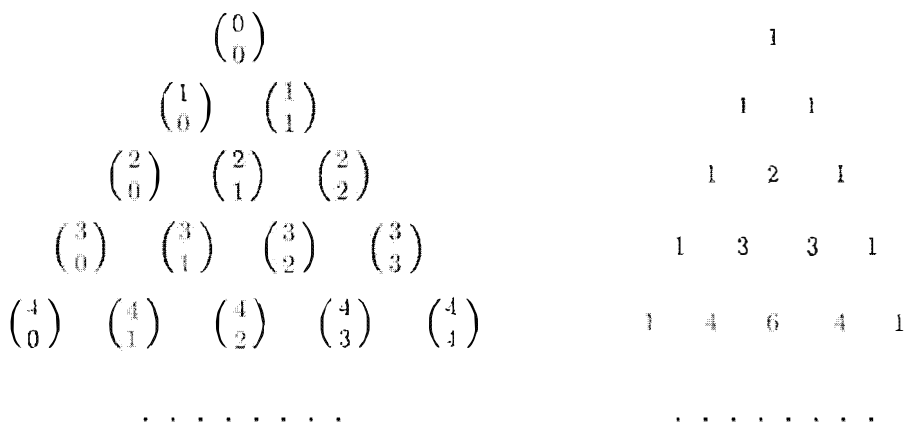 (0 0) 1
(1 0) (1 1) 1 1
(2 0) (2 1) (2 2) 1 2 1
(3 0) (3 1) (3 2) (3 3) 1 3 3 1
(4 0) (4 1) (4 2) (4 3) (4 4) 1 4 6 4 1
. . . . . . . . . . . . . . . .